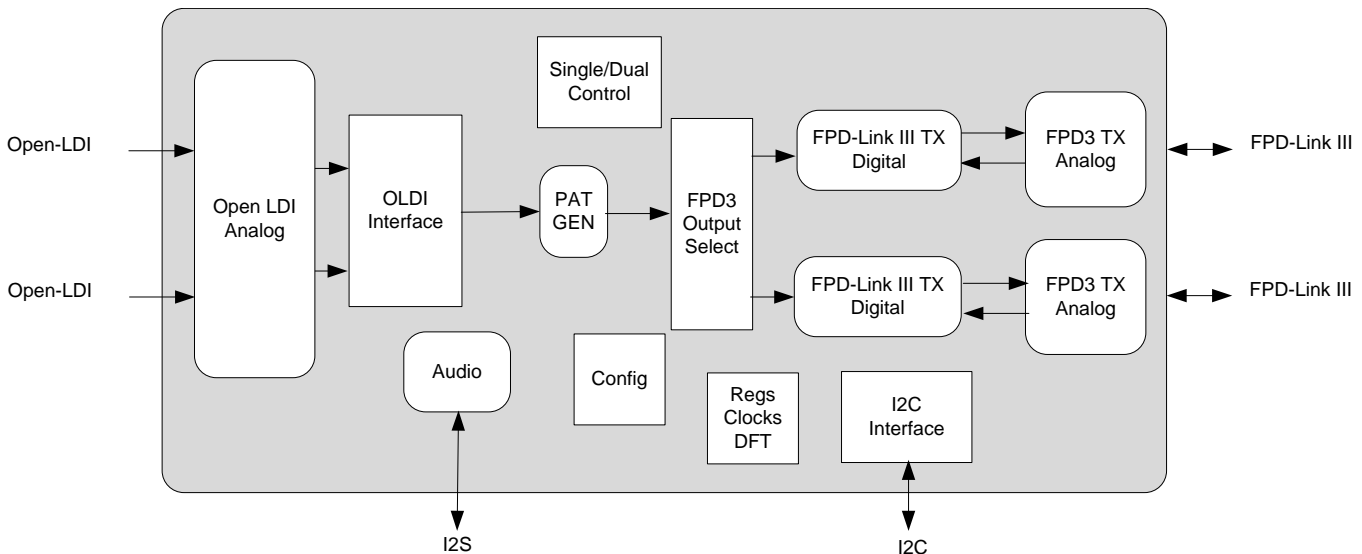 Single/Dual
Control
Open-LDI
Open-LDI
Open LDI
Analog
OLDI
Interface
PAT
GEN
FPD3
Output
Select
FPD-Link III TX
Digital
FPD3 TX
Analog
FPD-Link III
FPD-Link III TX
Digital
FPD3 TX
Analog
FPD-Link III
Audio
Config
Regs
Clocks
DFT
I2C
Interface
I2S
I2C